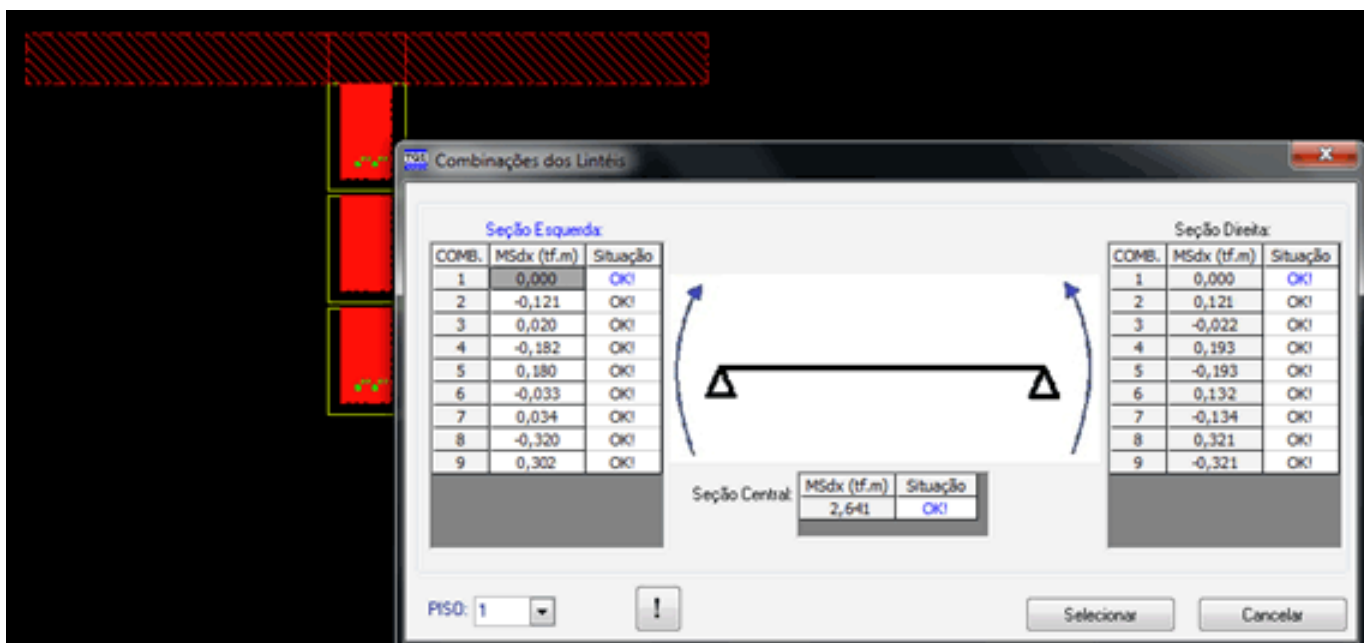 TQS Combinações dos Lintéis
Seção Esquerda:
COMB. MSdx (tf.m) Situação
1 0,000 OK!
2 -0,121 OK!
3 0,020 OK!
4 -0,182 OK!
5 0,180 OK!
6 -0,033 OK!
7 0,034 OK!
8 -0,320 OK!
9 0,302 OK!
Seção Central: MSdx (tf.m) Situação
2,641 OK!
Seção Direita:
COMB. MSdx (tf.m) Situação
1 0,000 OK!
2 0,121 OK!
3 -0,022 OK!
4 0,193 OK!
5 -0,193 OK!
6 0,132 OK!
7 -0,134 OK!
8 0,321 OK!
9 -0,321 OK!
PISO: 1 ! Selecionar Cancelar